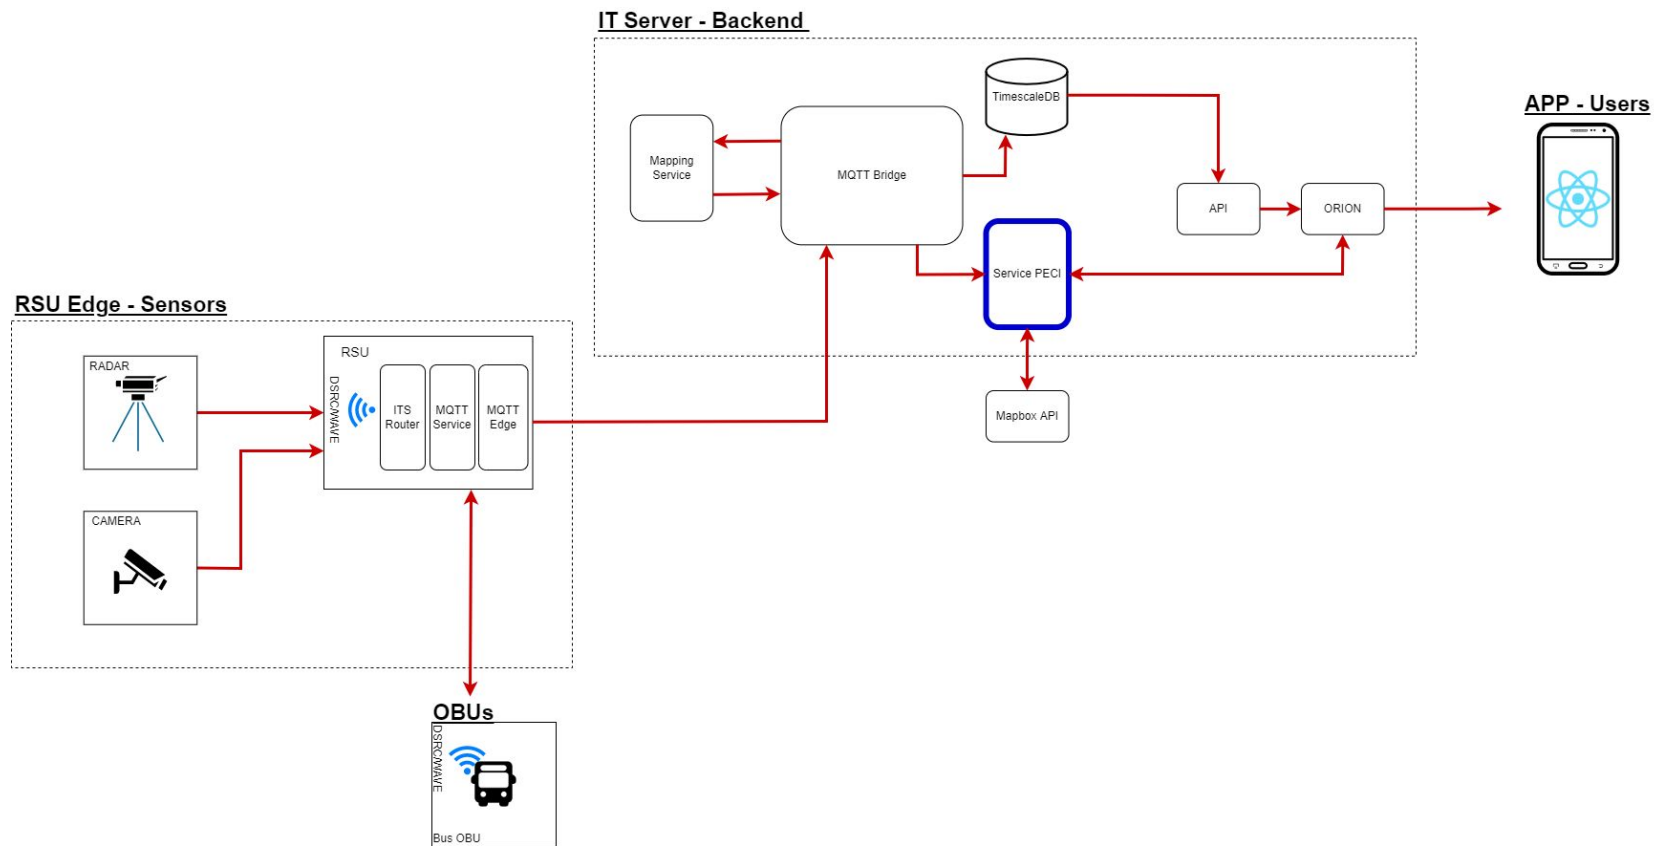 IT Server - Backend
TimescaleDB
APP - Users
Mapping
Service
MQTT Bridge
API
ORION
Service PECI
RSU Edge - Sensors
RADAR
RSU
DSRC/WAVE
ITS
Router
MQTT
Service
MQTT
Edge
Mapbox API
CAMERA
OBUs
DSRC/WAVE
Bus OBU